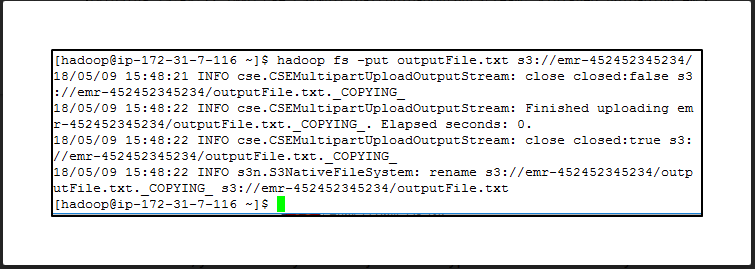 [hadoop@ip-172-31-7-116 ~]$ hadoop fs -put outputFile.txt s3://emr-452452345234/
18/05/09 15:48:21 INFO cse.CSEMultipartUploadOutputStream: close closed:false s3
://emr-452452345234/outputFile.txt._COPYING_
18/05/09 15:48:22 INFO cse.CSEMultipartUploadOutputStream: Finished uploading em
r-452452345234/outputFile.txt._COPYING_. Elapsed seconds: 0.
18/05/09 15:48:22 INFO cse.CSEMultipartUploadOutputStream: close closed:true s3:
//emr-452452345234/outputFile.txt._COPYING_
18/05/09 15:48:22 INFO s3n.S3NativeFileSystem: rename s3://emr-452452345234/outp
utFile.txt._COPYING_ s3://emr-452452345234/outputFile.txt
[hadoop@ip-172-31-7-116 ~]$